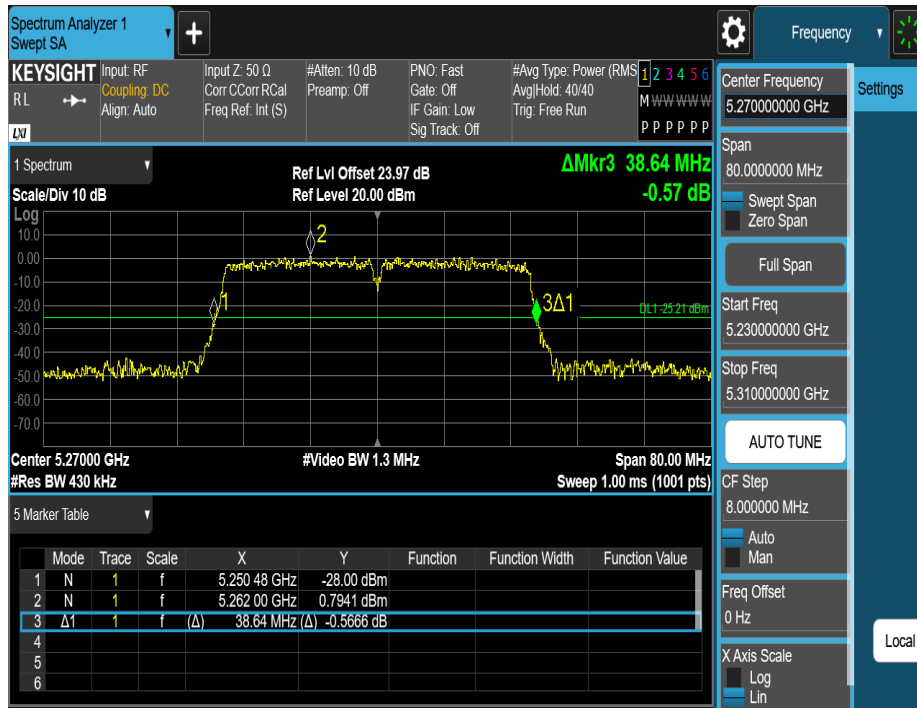 Spectrum Analyzer 1
Swept SA
+
Frequency
KEYSIGHT
RL
LXI
Input: RF
Coupling: DC
Align: Auto
Input Z: 50 Ω
Corr CCorr RCal
Freq Ref: Int (S)
#Atten: 10 dB
Preamp: Off
PNO: Fast
Gate: Off
IF Gain: Low
Sig Track: Off
#Avg Type: Power (RMS
Avg|Hold: 40/40
Trig: Free Run
1 2 3 4 5 6
M W W W W W
P P P P P P
1 Spectrum
Scale/Div 10 dB
Log
Ref Lvl Offset 23.97 dB
Ref Level 20.00 dBm
ΔMkr3 38.64 MHz
-0.57 dB
10.0
0.00
-10.0
-20.0
-30.0
-40.0
-50.0
-60.0
-70.0
2
1
3Δ1
DL1 -25.21 dBm
Center 5.27000 GHz
#Video BW 1.3 MHz
Span 80.00 MHz
#Res BW 430 kHz
Sweep 1.00 ms (1001 pts)
5 Marker Table
Mode Trace Scale X Y Function Function Width Function Value
1 N 1 f 5.250 48 GHz -28.00 dBm
2 N 1 f 5.262 00 GHz 0.7941 dBm
3 Δ1 1 f (Δ) 38.64 MHz (Δ) -0.5666 dB
4
5
6
Center Frequency
5.270000000 GHz
Settings
Span
80.0000000 MHz
Swept Span
Zero Span
Full Span
Start Freq
5.230000000 GHz
Stop Freq
5.310000000 GHz
AUTO TUNE
CF Step
8.000000 MHz
Auto
Man
Freq Offset
0 Hz
Local
X Axis Scale
Log
Lin